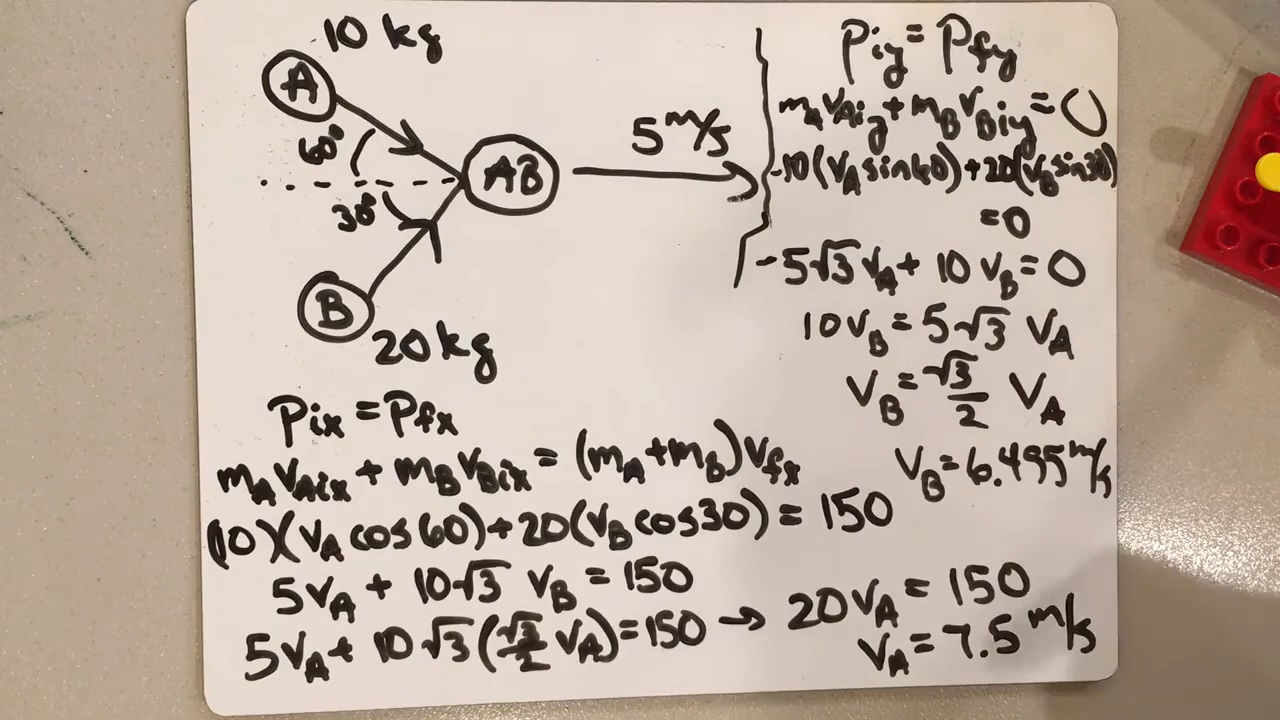 10 kg
A
60°
AB
5 m/s
30°
B
20 kg
Pix = Pfx
mAvAix + mBvBix = (mA+mB)vfx
(10)(vA cos60) + 20(vB cos30) = 150
5vA + 10√3 vB = 150
5vA + 10√3(√3/2 vA) = 150 → 20vA = 150
vA = 7.5 m/s
Piy = Pfy
mAvAiy + mBvBiy = 0
-10(vA sin60) + 20(vB sin30)
= 0
-5√3 vA + 10 vB = 0
10vB = 5√3 vA
vB = √3/2 vA
vB = 6.495 m/s